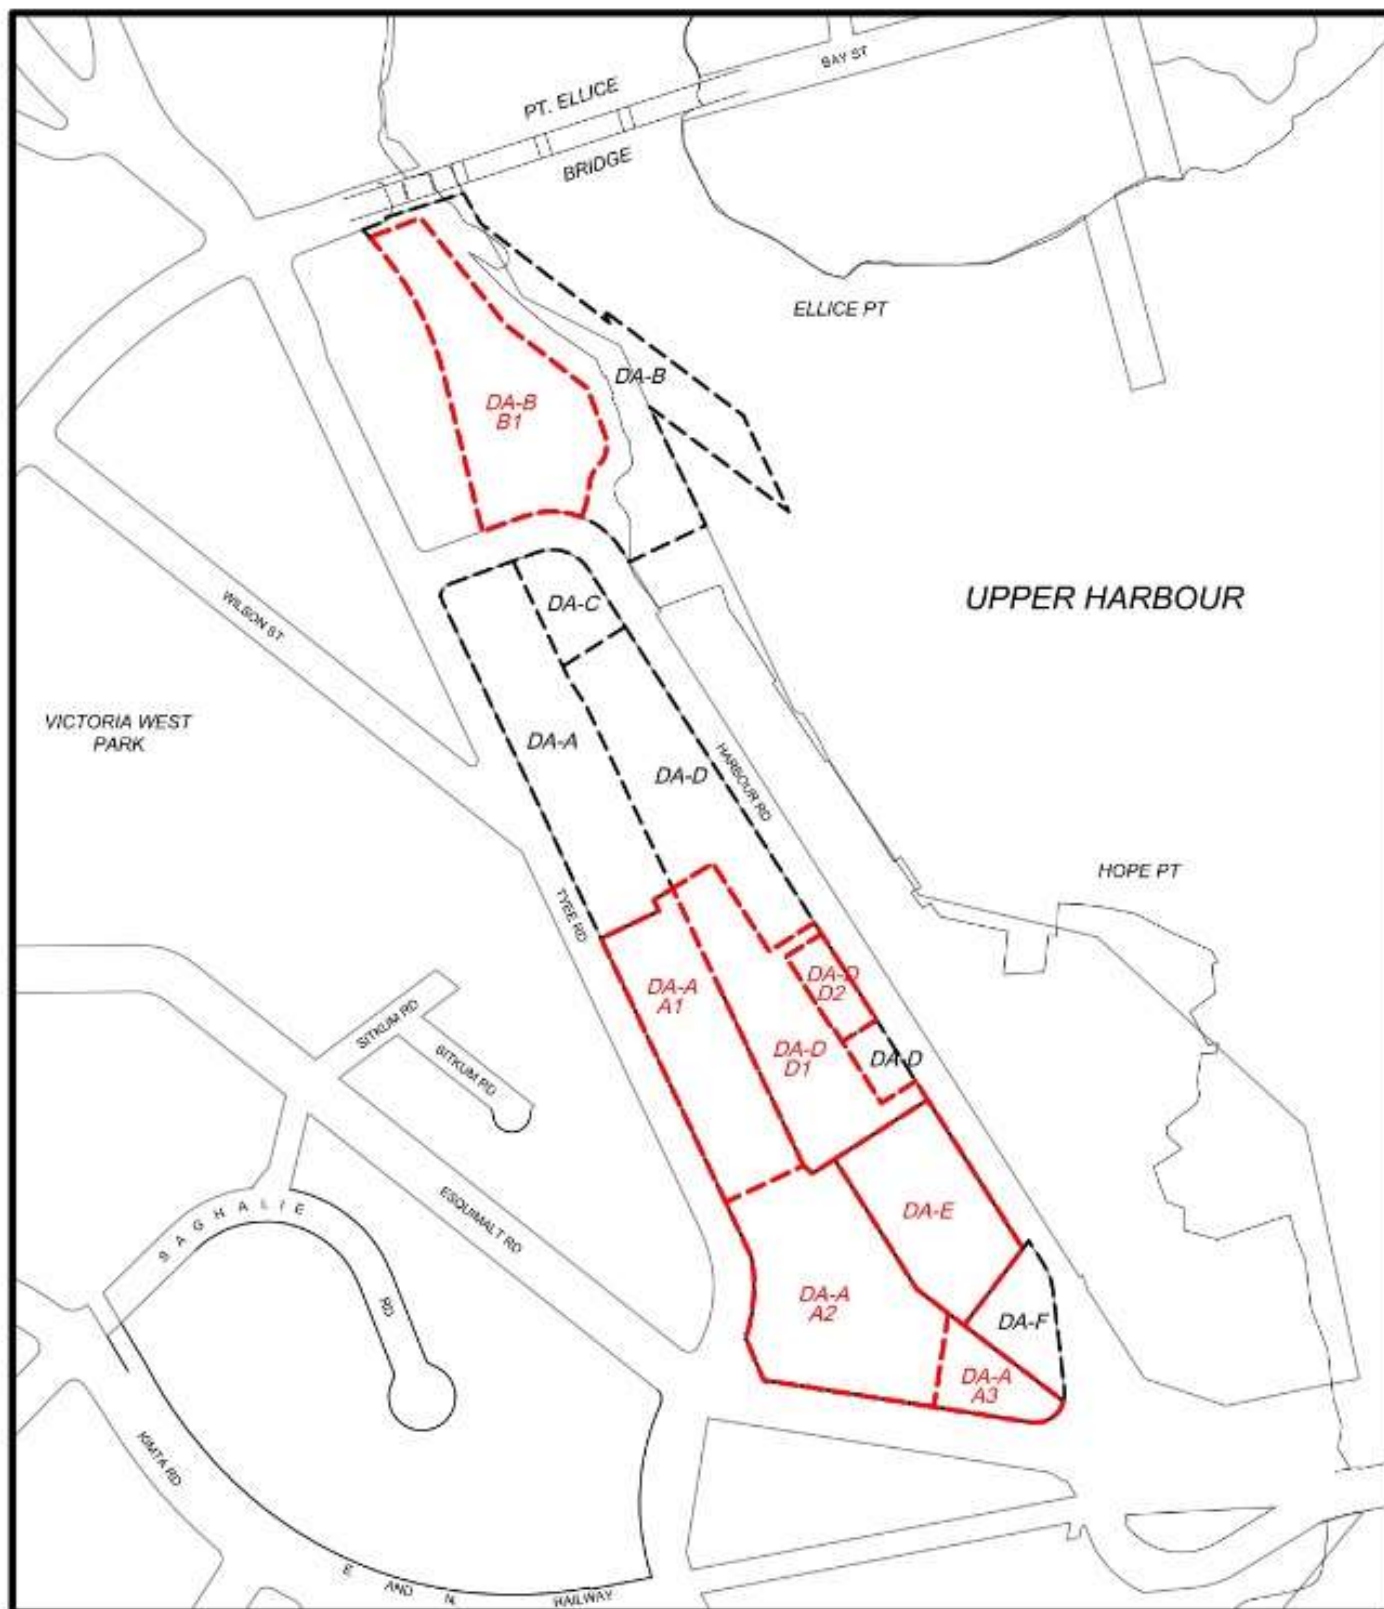 BAY ST
PT. ELLICE
BRIDGE
ELLICE PT
DA-B
DA-B
B1
UPPER HARBOUR
WILSON ST.
DA-C
VICTORIA WEST
PARK
DA-A
DA-D
HARBOUR RD
HOPE PT
TYEE RD
DA-A
A1
DA-D
D2
DA-D
D1
DA-D
SITKUM RD
SITKUM RD
SAGHALIE
RD
ESQUIMALT RD
DA-E
DA-A
A2
DA-F
DA-A
A3
KIMTA RD
E AND N. RAILWAY